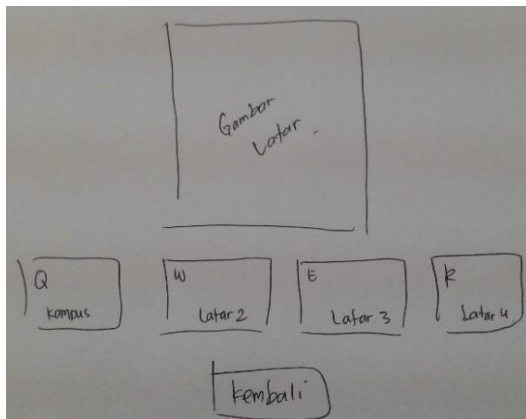 Gambar
Latar
Q
Kampus
W
Latar 2
E
Latar 3
R
Latar 4
Kembali